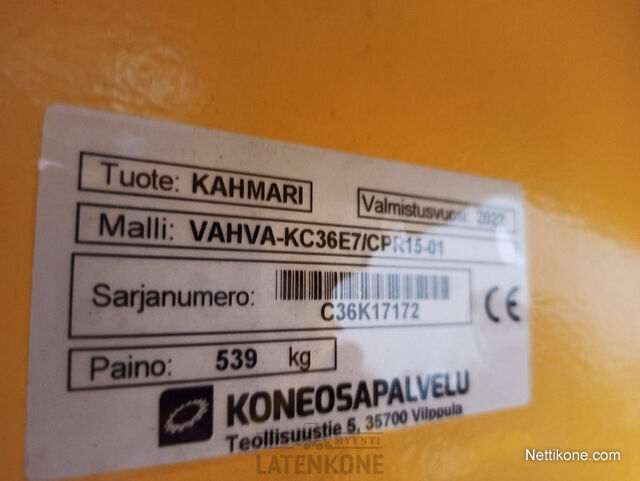 Tuote: KAHMARI
Valmistusvuosi: 2022
Malli: VAHVA-KC36E7/CPR15-01
Sarjanumero:
C36K17172
Paino: 539 kg
CE
KONEOSAPALVELU
Teollisuustie 5, 35700 Vilppula
MYYNTI
LATENKONE
Nettikone.com